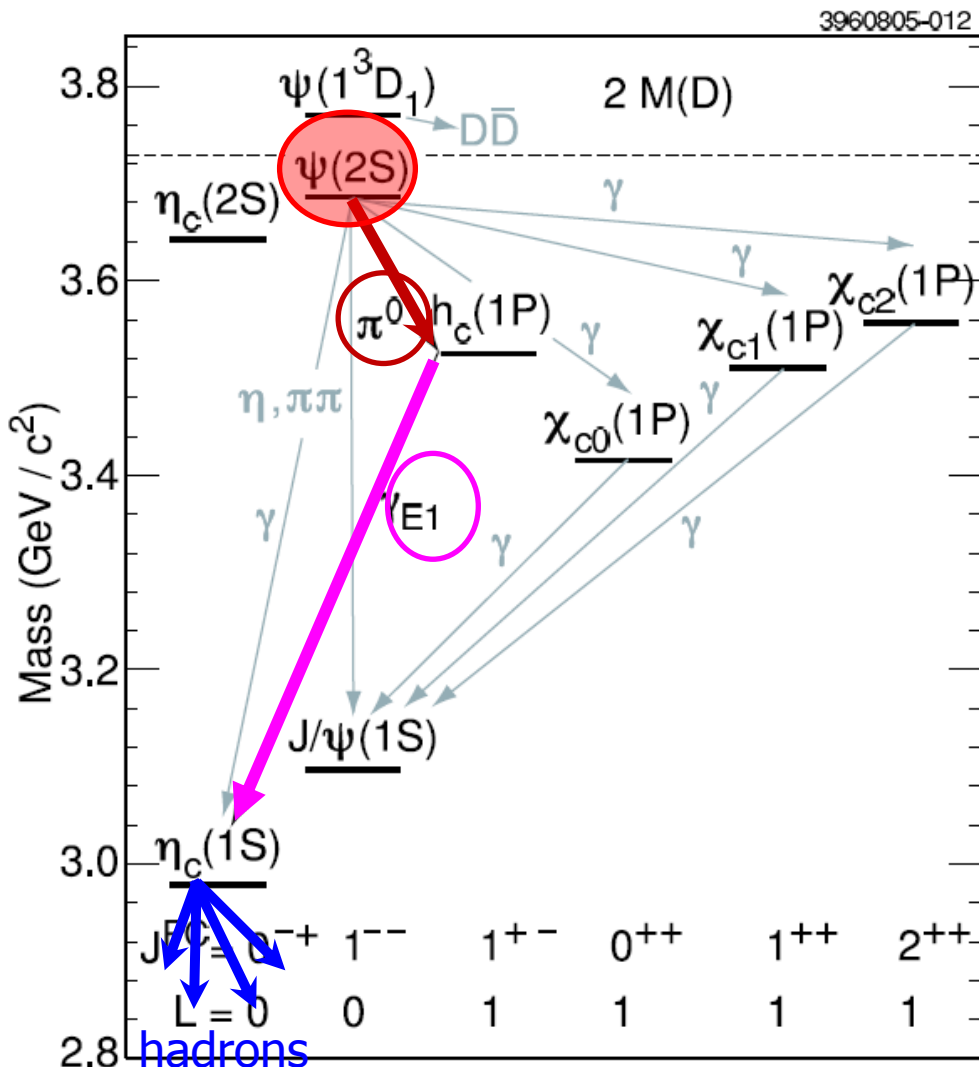 3960805-012
3.8
ψ(1³D₁)
2 M(D)
DD̅
ψ(2S)
η_c(2S)
γ
γ
3.6
χ_c2(1P)
π⁰
h_c(1P)
χ_c1(1P)
γ
γ
η,ππ
χ_c0(1P)
3.4
γ_E1
γ
γ
γ
Mass (GeV / c²)
3.2
J/ψ(1S)
η_c(1S)
3.0
J^PC = 0⁻⁺ 1⁻⁻ 1⁺⁻ 0⁺⁺ 1⁺⁺ 2⁺⁺
L = 0 0 1 1 1 1
hadrons
2.8